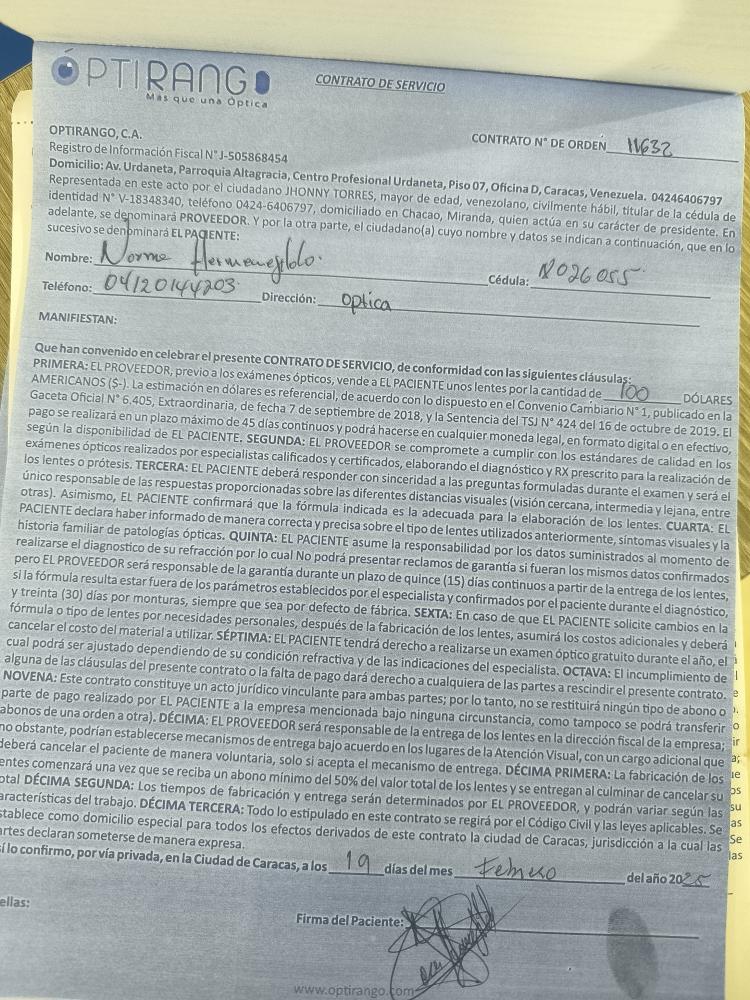 ÓPTIRANGO
Más que una Óptica
CONTRATO DE SERVICIO
OPTIRANGO, C.A.
CONTRATO N° DE ORDEN 11632
Registro de Información Fiscal N° J-505868454
Domicilio: Av. Urdaneta, Parroquia Altagracia, Centro Profesional Urdaneta, Piso 07, Oficina D, Caracas, Venezuela. 04246406797
Representada en este acto por el ciudadano JHONNY TORRES, mayor de edad, venezolano, civilmente hábil, titular de la cédula de
identidad N° V-18348340, teléfono 0424-6406797, domiciliado en Chacao, Miranda, quien actúa en su carácter de presidente. En
adelante, se denominará PROVEEDOR. Y por la otra parte, el ciudadano(a) cuyo nombre y datos se indican a continuación, que en lo
sucesivo se denominará EL PACIENTE:
Nombre: Norma Hermenegildo.
Cédula: 8026055
Teléfono: 04120144203 Dirección: Optica
MANIFIESTAN:
Que han convenido en celebrar el presente CONTRATO DE SERVICIO, de conformidad con las siguientes cláusulas:
PRIMERA: EL PROVEEDOR, previo a los exámenes ópticos, vende a EL PACIENTE unos lentes por la cantidad de 100 DÓLARES
AMERICANOS ($-). La estimación en dólares es referencial, de acuerdo con lo dispuesto en el Convenio Cambiario N° 1, publicado en la
Gaceta Oficial N° 6.405, Extraordinaria, de fecha 7 de septiembre de 2018, y la Sentencia del TSJ N° 424 del 16 de octubre de 2019. El
pago se realizará en un plazo máximo de 45 días continuos y podrá hacerse en cualquier moneda legal, en formato digital o en efectivo,
según la disponibilidad de EL PACIENTE. SEGUNDA: EL PROVEEDOR se compromete a cumplir con los estándares de calidad en los
exámenes ópticos realizados por especialistas calificados y certificados, elaborando el diagnóstico y RX prescrito para la realización de
los lentes o prótesis. TERCERA: EL PACIENTE deberá responder con sinceridad a las preguntas formuladas durante el examen y será el
único responsable de las respuestas proporcionadas sobre las diferentes distancias visuales (visión cercana, intermedia y lejana, entre
otras). Asimismo, EL PACIENTE confirmará que la fórmula indicada es la adecuada para la elaboración de los lentes. CUARTA: EL
PACIENTE declara haber informado de manera correcta y precisa sobre el tipo de lentes utilizados anteriormente, síntomas visuales y la
historia familiar de patologías ópticas. QUINTA: EL PACIENTE asume la responsabilidad por los datos suministrados al momento de
realizarse el diagnostico de su refracción por lo cual No podrá presentar reclamos de garantía si fueran los mismos datos confirmados
pero EL PROVEEDOR será responsable de la garantía durante un plazo de quince (15) días continuos a partir de la entrega de los lentes,
si la fórmula resulta estar fuera de los parámetros establecidos por el especialista y confirmados por el paciente durante el diagnóstico,
y treinta (30) días por monturas, siempre que sea por defecto de fábrica. SEXTA: En caso de que EL PACIENTE solicite cambios en la
fórmula o tipo de lentes por necesidades personales, después de la fabricación de los lentes, asumirá los costos adicionales y deberá
cancelar el costo del material a utilizar. SÉPTIMA: EL PACIENTE tendrá derecho a realizarse un examen óptico gratuito durante el año, el
cual podrá ser ajustado dependiendo de su condición refractiva y de las indicaciones del especialista. OCTAVA: El incumplimiento de
alguna de las cláusulas del presente contrato o la falta de pago dará derecho a cualquiera de las partes a rescindir el presente contrato.
NOVENA: Este contrato constituye un acto jurídico vinculante para ambas partes; por lo tanto, no se restituirá ningún tipo de abono o
parte de pago realizado por EL PACIENTE a la empresa mencionada bajo ninguna circunstancia, como tampoco se podrá transferir
abonos de una orden a otra). DÉCIMA: EL PROVEEDOR será responsable de la entrega de los lentes en la dirección fiscal de la empresa;
no obstante, podrían establecerse mecanismos de entrega bajo acuerdo en los lugares de la Atención Visual, con un cargo adicional que
deberá cancelar el paciente de manera voluntaria, solo si acepta el mecanismo de entrega. DÉCIMA PRIMERA: La fabricación de los
entes comenzará una vez que se reciba un abono mínimo del 50% del valor total de los lentes y se entregan al culminar de cancelar su
otal DÉCIMA SEGUNDA: Los tiempos de fabricación y entrega serán determinados por EL PROVEEDOR, y podrán variar según las
aracterísticas del trabajo. DÉCIMA TERCERA: Todo lo estipulado en este contrato se regirá por el Código Civil y las leyes aplicables. Se
stablece como domicilio especial para todos los efectos derivados de este contrato la ciudad de Caracas, jurisdicción a la cual las
artes declaran someterse de manera expresa.
sí lo confirmo, por vía privada, en la Ciudad de Caracas, a los 19 días del mes Febrero del año 2025
ellas:
Firma del Paciente:
www.optirango.com